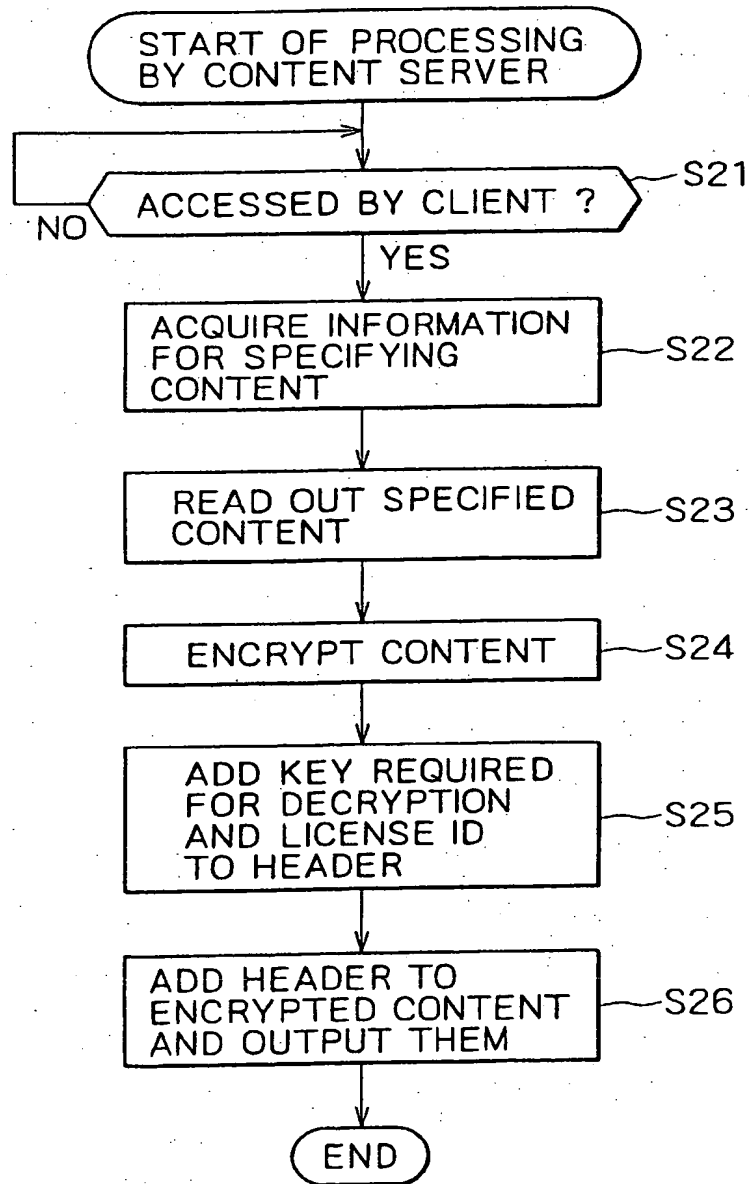 START OF PROCESSING
BY CONTENT SERVER
ACCESSED BY CLIENT ?
S21
NO
YES
ACQUIRE INFORMATION
FOR SPECIFYING
CONTENT
S22
READ OUT SPECIFIED
CONTENT
S23
ENCRYPT CONTENT
S24
ADD KEY REQUIRED
FOR DECRYPTION
AND LICENSE ID
TO HEADER
S25
ADD HEADER TO
ENCRYPTED CONTENT
AND OUTPUT THEM
S26
END